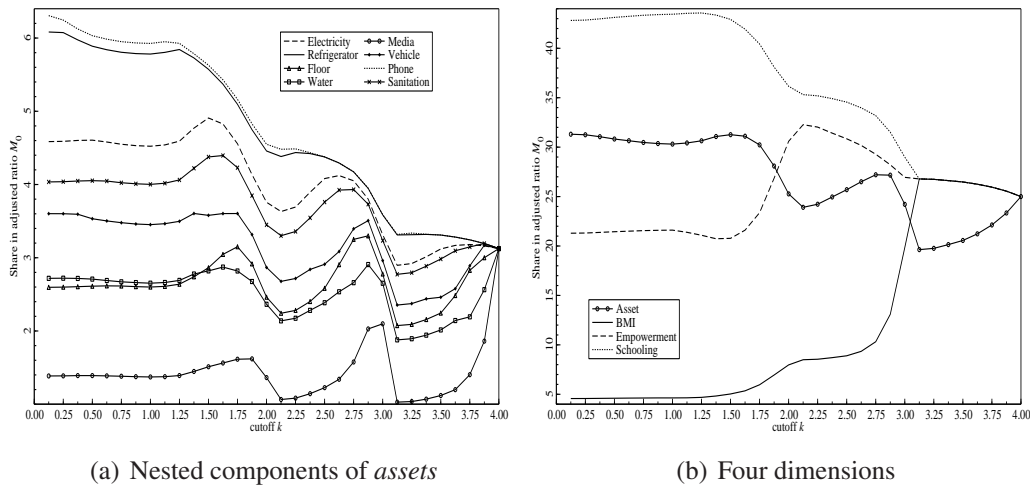 Share in adjusted ratio M0
6
5
4
3
2
Electricity
Refrigerator
Floor
Water
Media
Vehicle
Phone
Sanitation
0.00 0.25 0.50 0.75 1.00 1.25 1.50 1.75 2.00 2.25 2.50 2.75 3.00 3.25 3.50 3.75 4.00
cutoff k
(a) Nested components of assets
Share in adjusted ratio M0
40
35
30
25
20
15
10
5
Asset
BMI
Empowerment
Schooling
0.00 0.25 0.50 0.75 1.00 1.25 1.50 1.75 2.00 2.25 2.50 2.75 3.00 3.25 3.50 3.75 4.00
cutoff k
(b) Four dimensions